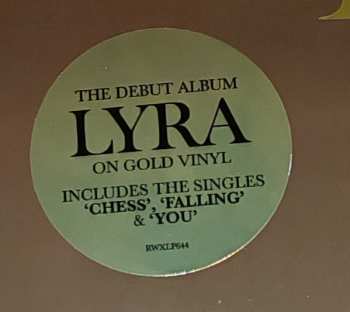 THE DEBUT ALBUM
LYRA
ON GOLD VINYL
INCLUDES THE SINGLES
‘CHESS’, ‘FALLING’
& ‘YOU’
RWXLP644